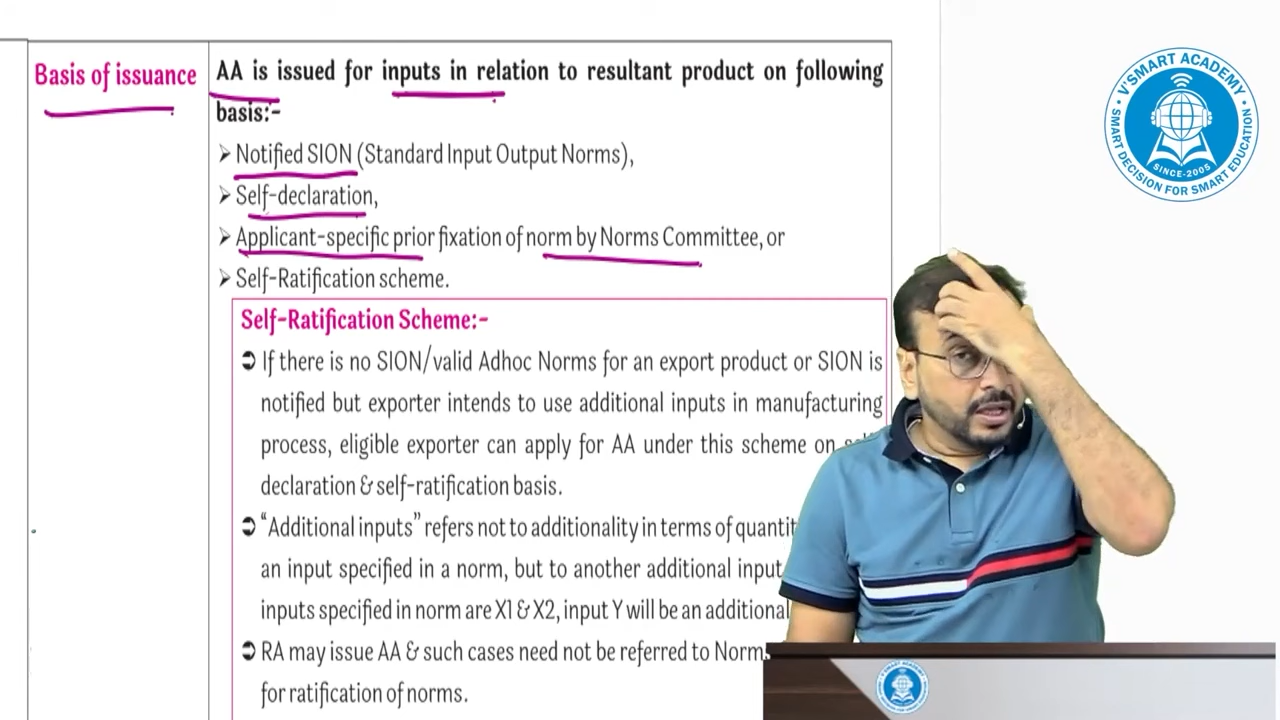 Basis of issuance
AA is issued for inputs in relation to resultant product on following
basis:-
➢ Notified SION (Standard Input Output Norms),
➢ Self-declaration,
➢ Applicant-specific prior fixation of norm by Norms Committee, or
➢ Self-Ratification scheme.
Self-Ratification Scheme:-
➲ If there is no SION/valid Adhoc Norms for an export product or SION is
notified but exporter intends to use additional inputs in manufacturing
process, eligible exporter can apply for AA under this scheme on
declaration & self-ratification basis.
➲ “Additional inputs” refers not to additionality in terms of
an input specified in a norm, but to another additional input
inputs specified in norm are X1 & X2, input Y will be an additional
➲ RA may issue AA & such cases need not be referred to
for ratification of norms.
V'SMART ACADEMY
SINCE-2005
SMART DECISION FOR SMART EDUCATION